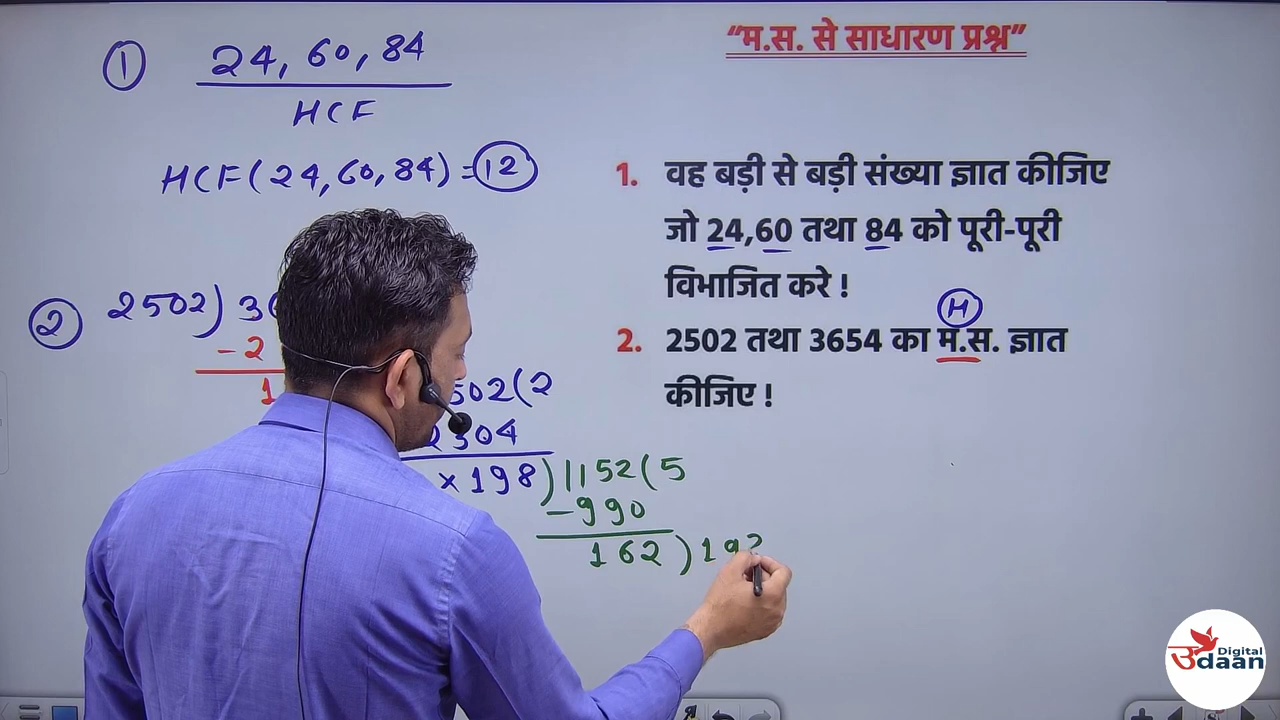 "म.स. से साधारण प्रश्न"
① 24, 60, 84
HCF
HCF(24,60,84)=12
1. वह बड़ी से बड़ी संख्या ज्ञात कीजिए
जो 24,60 तथा 84 को पूरी-पूरी
विभाजित करे !
H
2. 2502 तथा 3654 का म.स. ज्ञात
कीजिए !
② 2502)
-2
1
502(2
2304
×198)1152(5
-990
162)19
Digital
उdaan